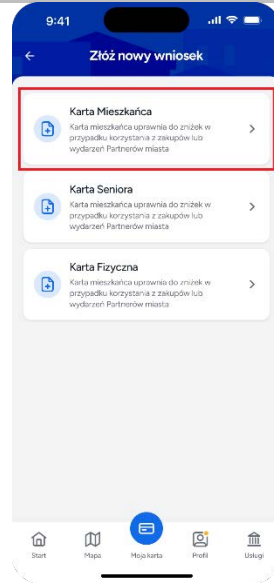 9:41
Złóż nowy wniosek
Karta Mieszkańca
Karta mieszkańca uprawnia do zniżek w
przypadku korzystania z zakupów lub
wydarzeń Partnerów miasta
Karta Seniora
Karta mieszkańca uprawnia do zniżek w
przypadku korzystania z zakupów lub
wydarzeń Partnerów miasta
Karta Fizyczna
Karta mieszkańca uprawnia do zniżek w
przypadku korzystania z zakupów lub
wydarzeń Partnerów miasta
Start Mapa Moja karta Profil Usługi